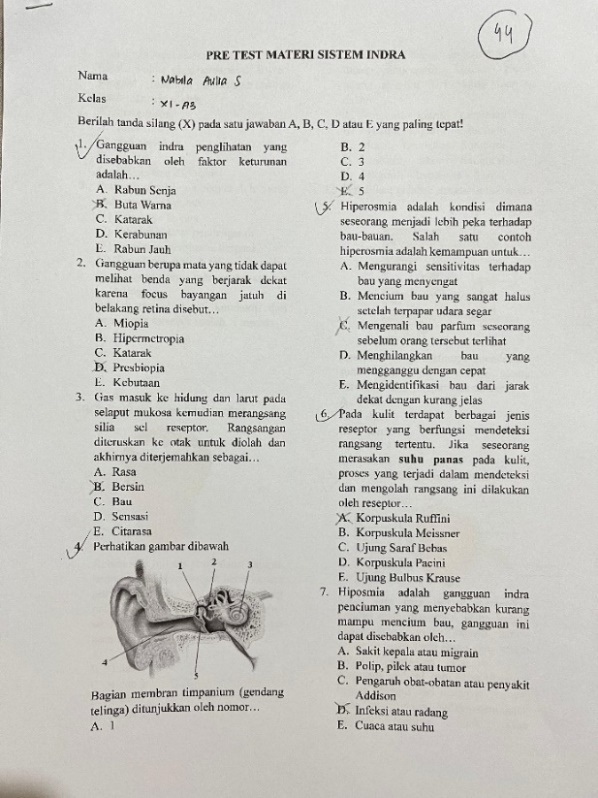 44
PRE TEST MATERI SISTEM INDRA
Nama : Nabila Aulia S
Kelas : XI-A3
Berilah tanda silang (X) pada satu jawaban A, B, C, D atau E yang paling tepat!
1. Gangguan indra penglihatan yang
disebabkan oleh faktor keturunan
adalah…
A. Rabun Senja
B. Buta Warna
C. Katarak
D. Kerabunan
E. Rabun Jauh
2. Gangguan berupa mata yang tidak dapat
melihat benda yang berjarak dekat
karena focus bayangan jatuh di
belakang retina disebut…
A. Miopia
B. Hipermetropia
C. Katarak
D. Presbiopia
E. Kebutaan
3. Gas masuk ke hidung dan larut pada
selaput mukosa kemudian merangsang
silia sel reseptor. Rangsangan
diteruskan ke otak untuk diolah dan
akhirnya diterjemahkan sebagai…
A. Rasa
B. Bersin
C. Bau
D. Sensasi
E. Citarasa
4. Perhatikan gambar dibawah
1
2
3
4
5
Bagian membran timpanium (gendang
telinga) ditunjukkan oleh nomor…
A. 1
B. 2
C. 3
D. 4
E. 5
5. Hiperosmia adalah kondisi dimana
seseorang menjadi lebih peka terhadap
bau-bauan. Salah satu contoh
hiperosmia adalah kemampuan untuk…
A. Mengurangi sensitivitas terhadap
bau yang menyengat
B. Mencium bau yang sangat halus
setelah terpapar udara segar
C. Mengenali bau parfum seseorang
sebelum orang tersebut terlihat
D. Menghilangkan bau yang
mengganggu dengan cepat
E. Mengidentifikasi bau dari jarak
dekat dengan kurang jelas
6. Pada kulit terdapat berbagai jenis
reseptor yang berfungsi mendeteksi
rangsang tertentu. Jika seseorang
merasakan suhu panas pada kulit,
proses yang terjadi dalam mendeteksi
dan mengolah rangsang ini dilakukan
oleh reseptor…
A. Korpuskula Ruffini
B. Korpuskula Meissner
C. Ujung Saraf Bebas
D. Korpuskula Pacini
E. Ujung Bulbus Krause
7. Hiposmia adalah gangguan indra
penciuman yang menyebabkan kurang
mampu mencium bau, gangguan ini
dapat disebabkan oleh…
A. Sakit kepala atau migrain
B. Polip, pilek atau tumor
C. Pengaruh obat-obatan atau penyakit
Addison
D. Infeksi atau radang
E. Cuaca atau suhu